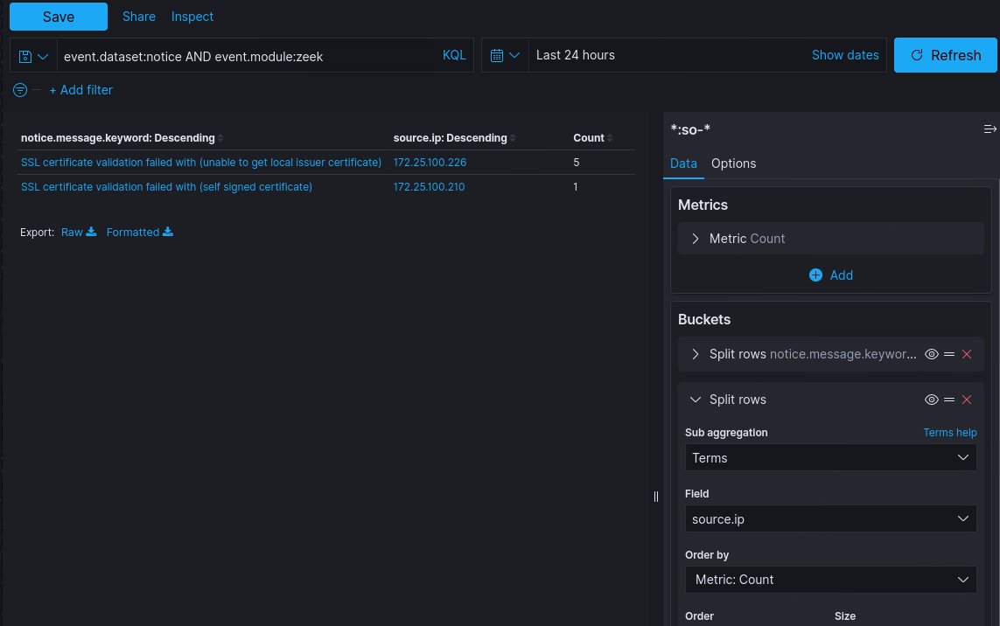 Save Share Inspect
event.dataset:notice AND event.module:zeek KQL Last 24 hours Show dates Refresh
+ Add filter
notice.message.keyword: Descending source.ip: Descending Count
SSL certificate validation failed with (unable to get local issuer certificate) 172.25.100.226 5
SSL certificate validation failed with (self signed certificate) 172.25.100.210 1
Export: Raw Formatted
*:so-*
Data Options
Metrics
Metric Count
Add
Buckets
Split rows notice.message.keywor...
Split rows
Sub aggregation Terms help
Terms
Field
source.ip
Order by
Metric: Count
Order Size